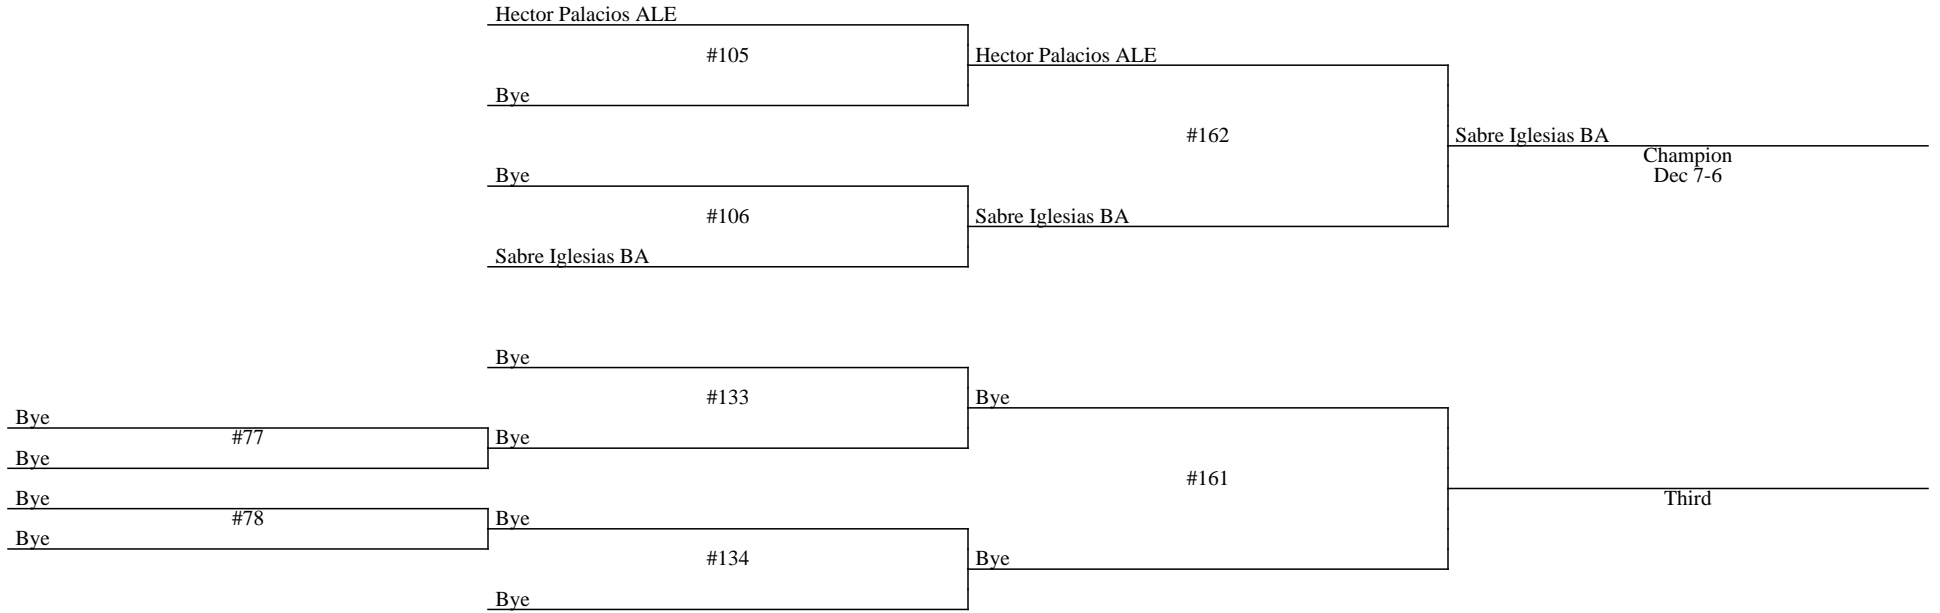 Hector Palacios ALE
#105
Hector Palacios ALE
Bye
#162
Sabre Iglesias BA
Champion
Dec 7-6
Bye
#106
Sabre Iglesias BA
Sabre Iglesias BA
Bye
#133
Bye
Bye
#77
Bye
Bye
#161
Bye
Third
#78
Bye
Bye
#134
Bye
Bye